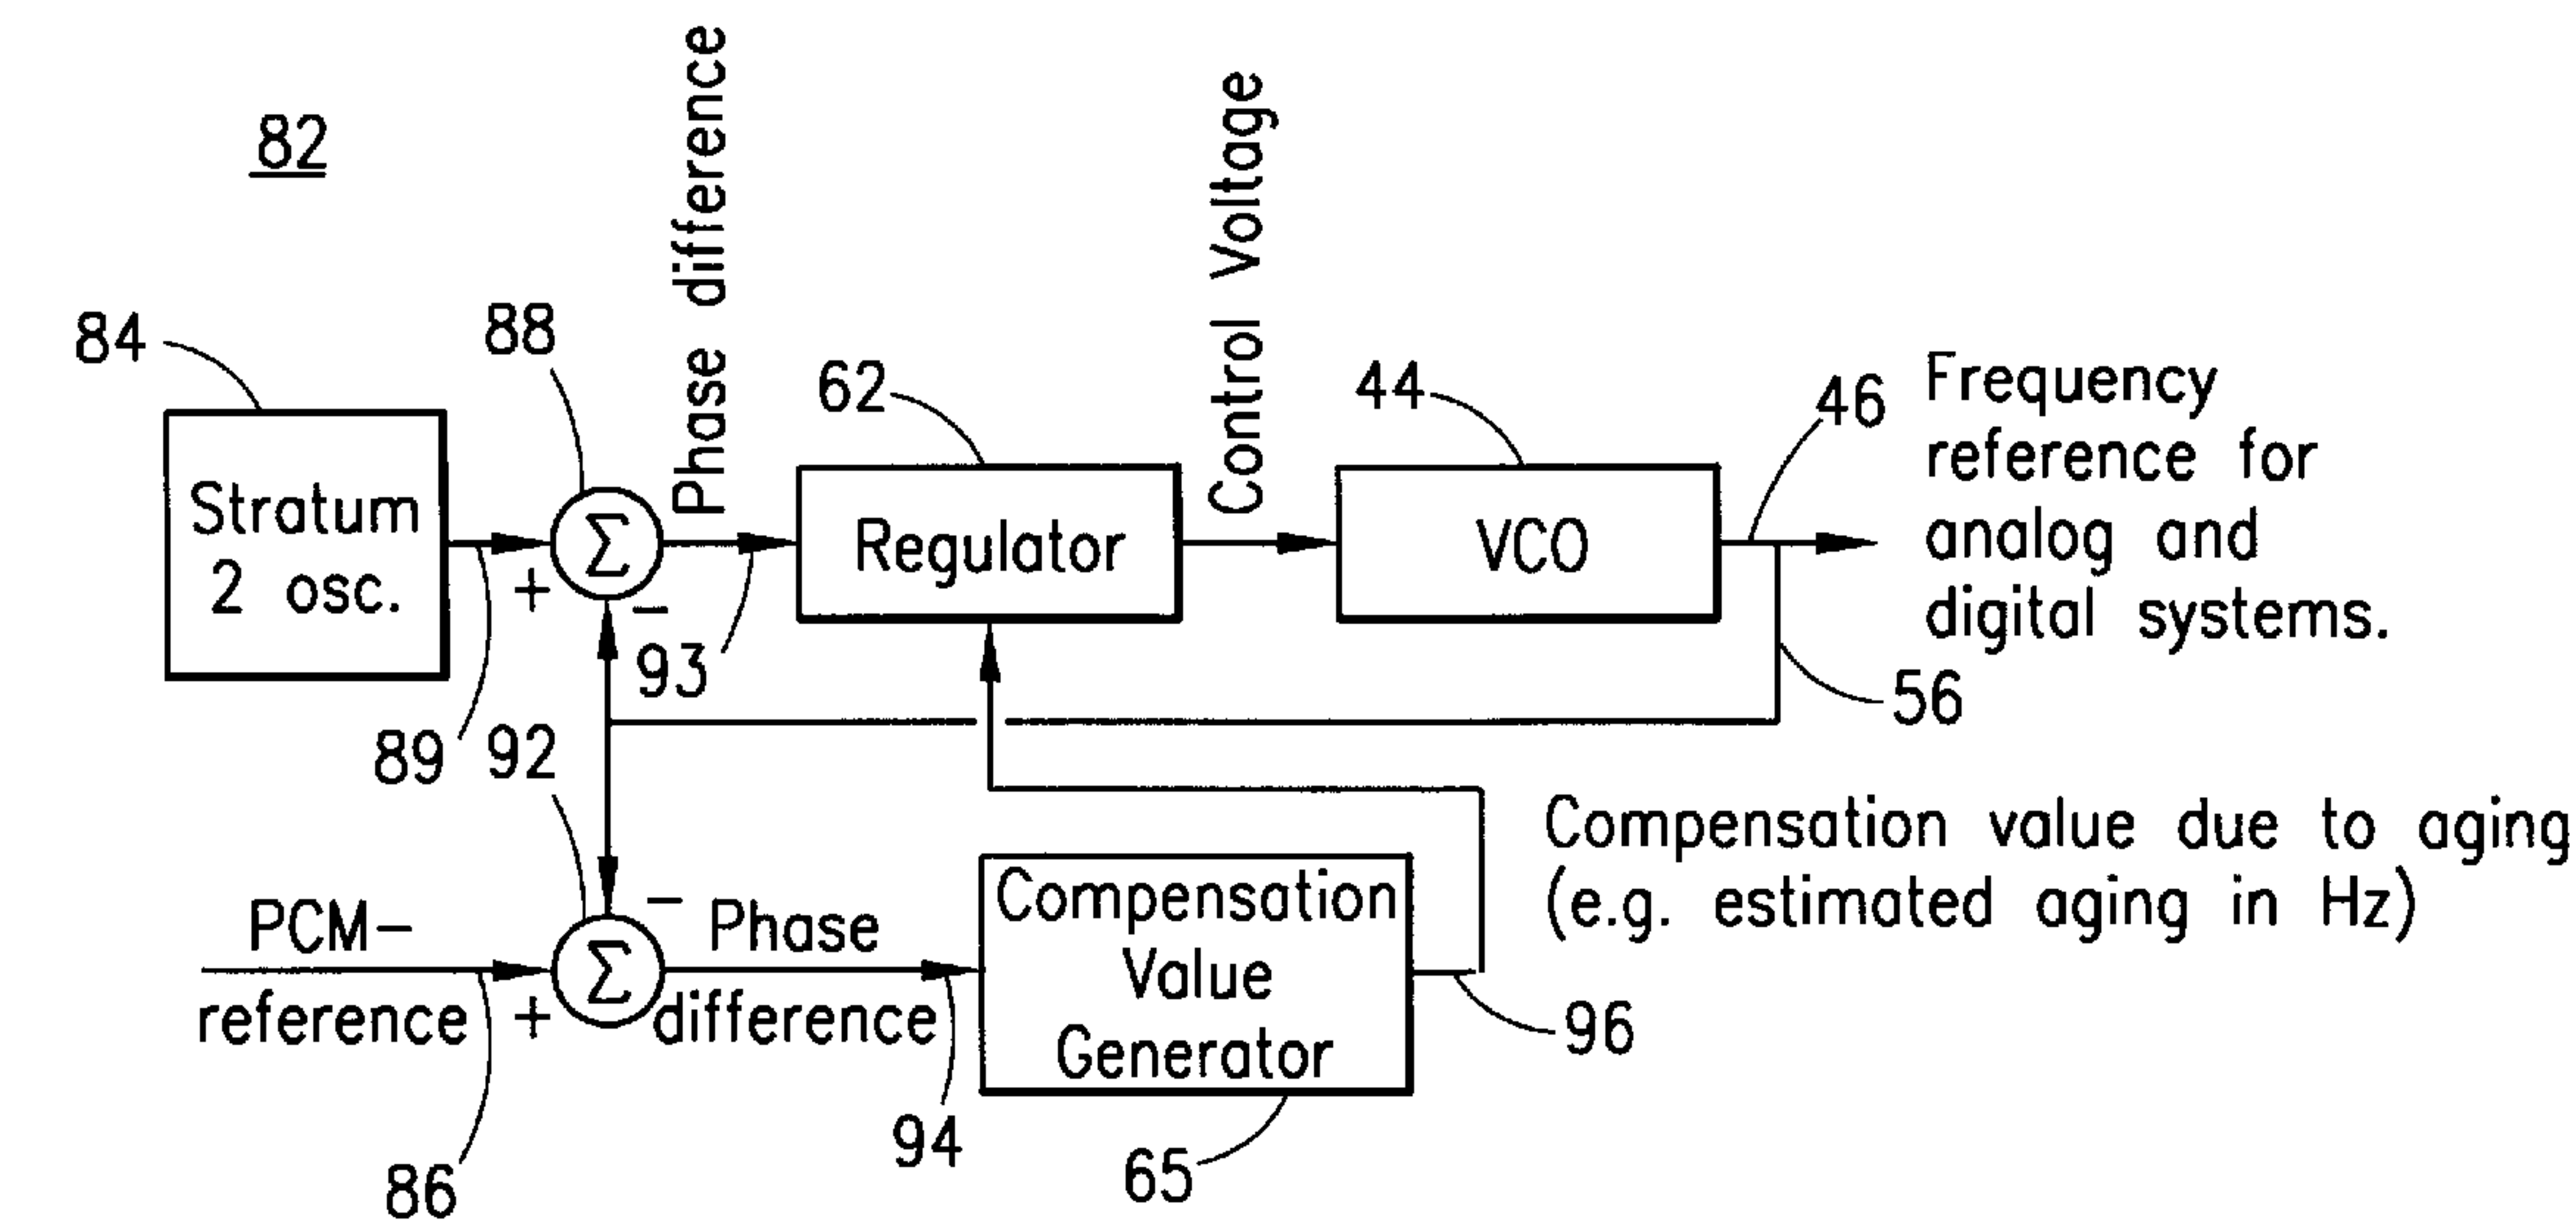 82
Phase difference
Control Voltage
84
88
62
44
46
Frequency
reference for
analog and
digital systems.
Stratum
2 osc.
Σ
+
−
Regulator
VCO
93
56
89
92
Compensation value due to aging
(e.g. estimated aging in Hz)
PCM-
reference
+
−
Σ
Phase
difference
Compensation
Value
Generator
96
86
94
65